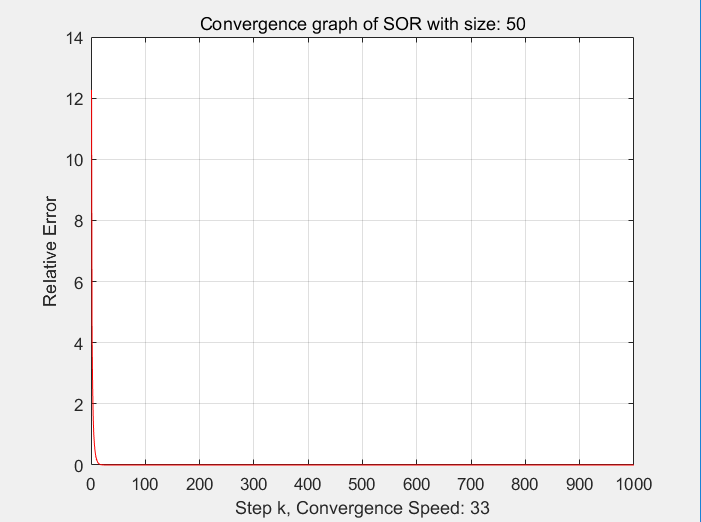 Convergence graph of SOR with size: 50
14
12
10
8
6
4
2
0
Relative Error
0 100 200 300 400 500 600 700 800 900 1000
Step k, Convergence Speed: 33